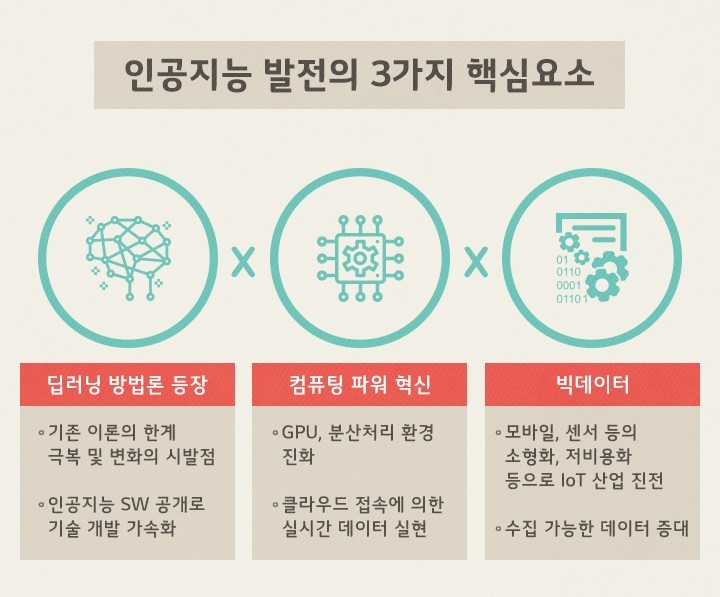 인공지능 발전의 3가지 핵심요소
x x
01
0110
0001
01101
딥러닝 방법론 등장
기존 이론의 한계
극복 및 변화의 시발점
인공지능 SW 공개로
기술 개발 가속화
컴퓨팅 파워 혁신
GPU, 분산처리 환경
진화
클라우드 접속에 의한
실시간 데이터 실현
빅데이터
모바일, 센서 등의
소형화, 저비용화
등으로 IoT 산업 진전
수집 가능한 데이터 증대